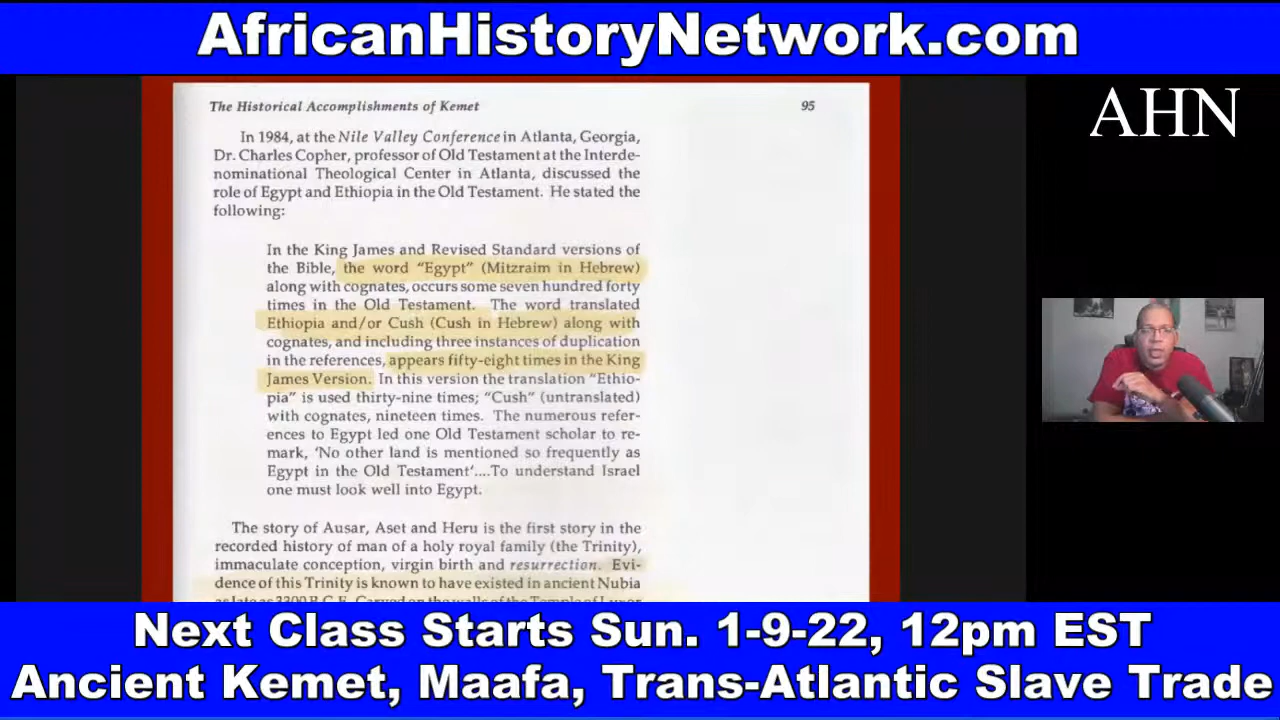 AfricanHistoryNetwork.com
The Historical Accomplishments of Kemet 95
AHN
In 1984, at the Nile Valley Conference in Atlanta, Georgia,
Dr. Charles Copher, professor of Old Testament at the Interde-
nominational Theological Center in Atlanta, discussed the
role of Egypt and Ethiopia in the Old Testament. He stated the
following:
In the King James and Revised Standard versions of
the Bible, the word "Egypt" (Mitzraim in Hebrew)
along with cognates, occurs some seven hundred forty
times in the Old Testament. The word translated
Ethiopia and/or Cush (Cush in Hebrew) along with
cognates, and including three instances of duplication
in the references, appears fifty-eight times in the King
James Version. In this version the translation "Ethio-
pia" is used thirty-nine times; "Cush" (untranslated)
with cognates, nineteen times. The numerous refer-
ences to Egypt led one Old Testament scholar to re-
mark, 'No other land is mentioned so frequently as
Egypt in the Old Testament'....To understand Israel
one must look well into Egypt.
The story of Ausar, Aset and Heru is the first story in the
recorded history of man of a holy royal family (the Trinity),
immaculate conception, virgin birth and resurrection. Evi-
dence of this Trinity is known to have existed in ancient Nubia
Next Class Starts Sun. 1-9-22, 12pm EST
Ancient Kemet, Maafa, Trans-Atlantic Slave Trade